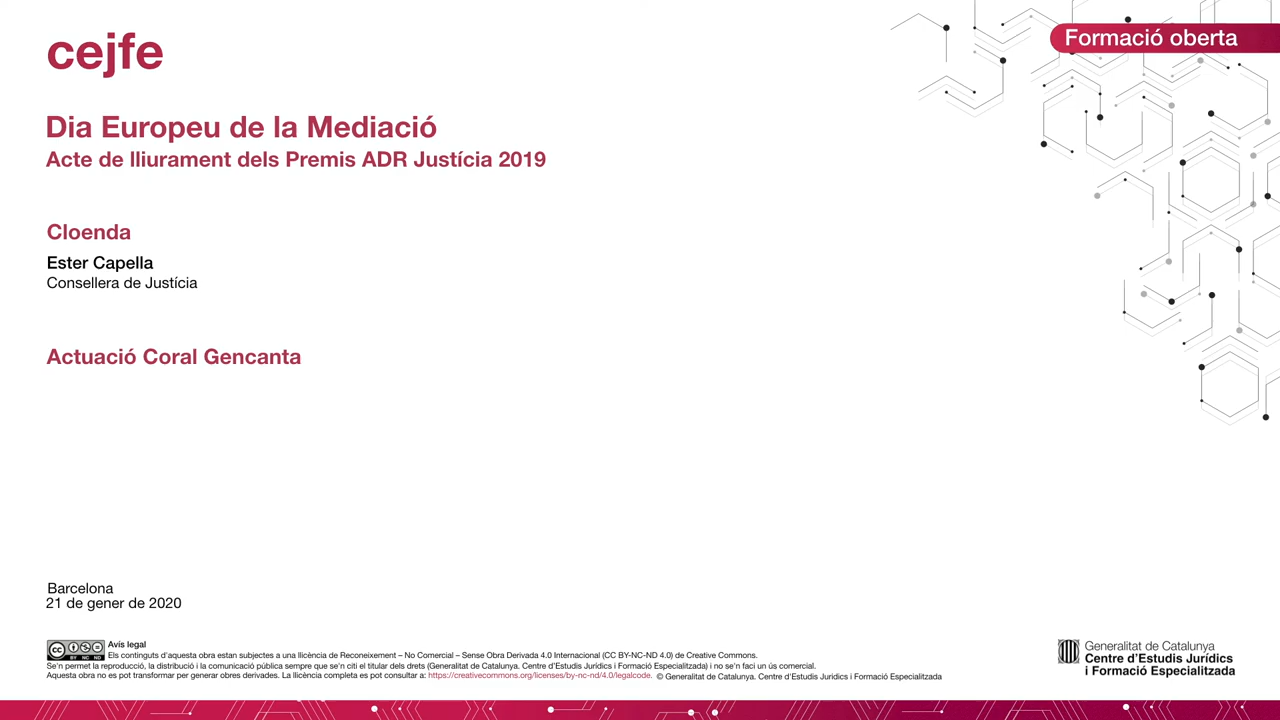 cejfe
Formació oberta
Dia Europeu de la Mediació
Acte de lliurament dels Premis ADR Justícia 2019
Cloenda
Ester Capella
Consellera de Justícia
Actuació Coral Gencanta
Barcelona
21 de gener de 2020
cc BY NC ND
Avís legal
Els continguts d'aquesta obra estan subjectes a una llicència de Reconeixement – No Comercial – Sense Obra Derivada 4.0 Internacional (CC BY-NC-ND 4.0) de Creative Commons.
Se'n permet la reproducció, la distribució i la comunicació pública sempre que se'n citi el titular dels drets (Generalitat de Catalunya. Centre d'Estudis Jurídics i Formació Especialitzada) i no se'n faci un ús comercial.
Aquesta obra no es pot transformar per generar obres derivades. La llicència completa es pot consultar a: https://creativecommons.org/licenses/by-nc-nd/4.0/legalcode. © Generalitat de Catalunya. Centre d'Estudis Jurídics i Formació Especialitzada
Generalitat de Catalunya
Centre d'Estudis Jurídics
i Formació Especialitzada